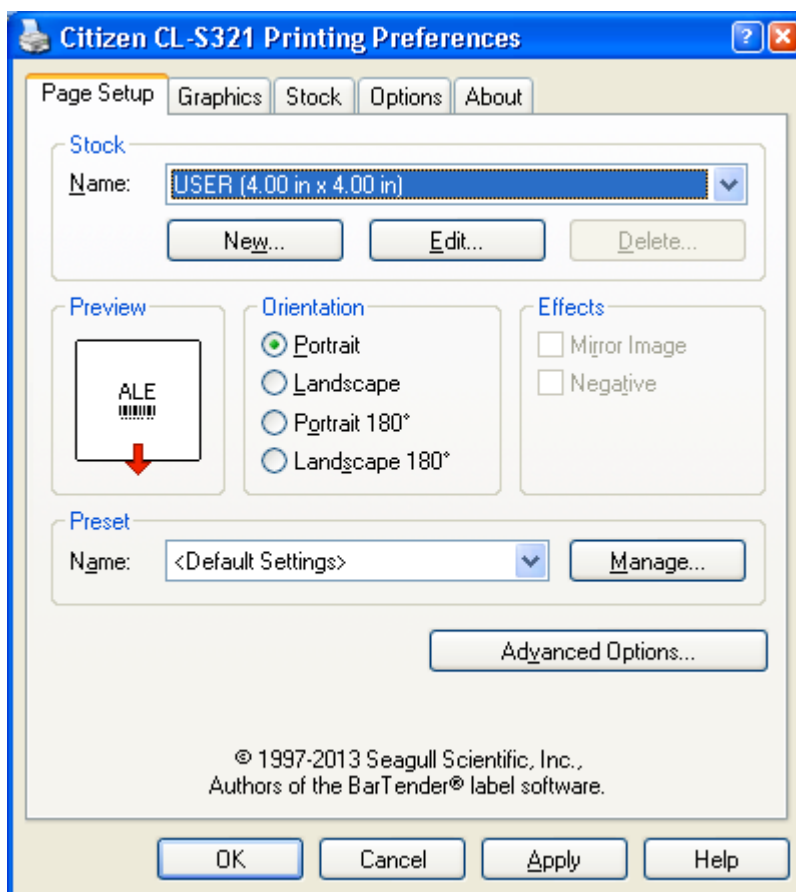 Citizen CL-S321 Printing Preferences
Page Setup Graphics Stock Options About
Stock
Name: USER (4.00 in x 4.00 in)
New... Edit... Delete...
Preview Orientation Effects
ALE
Portrait
Landscape
Portrait 180°
Landscape 180°
Mirror Image
Negative
Preset
Name: <Default Settings> Manage...
Advanced Options...
© 1997-2013 Seagull Scientific, Inc.,
Authors of the BarTender® label software.
OK Cancel Apply Help